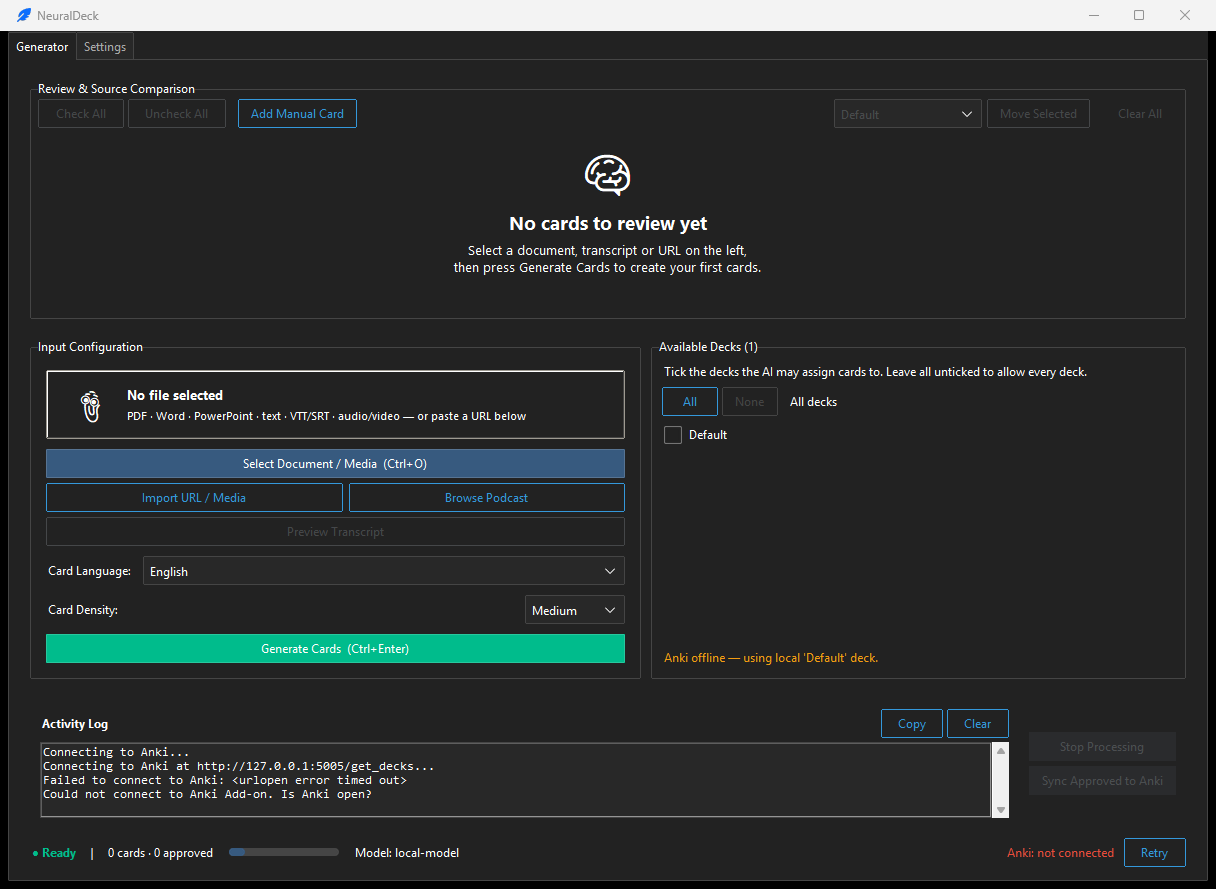 NeuralDeck
Generator Settings
Review & Source Comparison
Check All Uncheck All Add Manual Card Default Move Selected Clear All
No cards to review yet
Select a document, transcript or URL on the left,
then press Generate Cards to create your first cards.
Input Configuration
No file selected
PDF · Word · PowerPoint · text · VTT/SRT · audio/video — or paste a URL below
Select Document / Media (Ctrl+O)
Import URL / Media Browse Podcast
Preview Transcript
Card Language: English
Card Density: Medium
Generate Cards (Ctrl+Enter)
Available Decks (1)
Tick the decks the AI may assign cards to. Leave all unticked to allow every deck.
All None All decks
Default
Anki offline — using local 'Default' deck.
Activity Log Copy Clear
Connecting to Anki...
Connecting to Anki at http://127.0.0.1:5005/get_decks...
Failed to connect to Anki: <urlopen error timed out>
Could not connect to Anki Add-on. Is Anki open?
Stop Processing
Sync Approved to Anki
● Ready | 0 cards · 0 approved Model: local-model Anki: not connected Retry